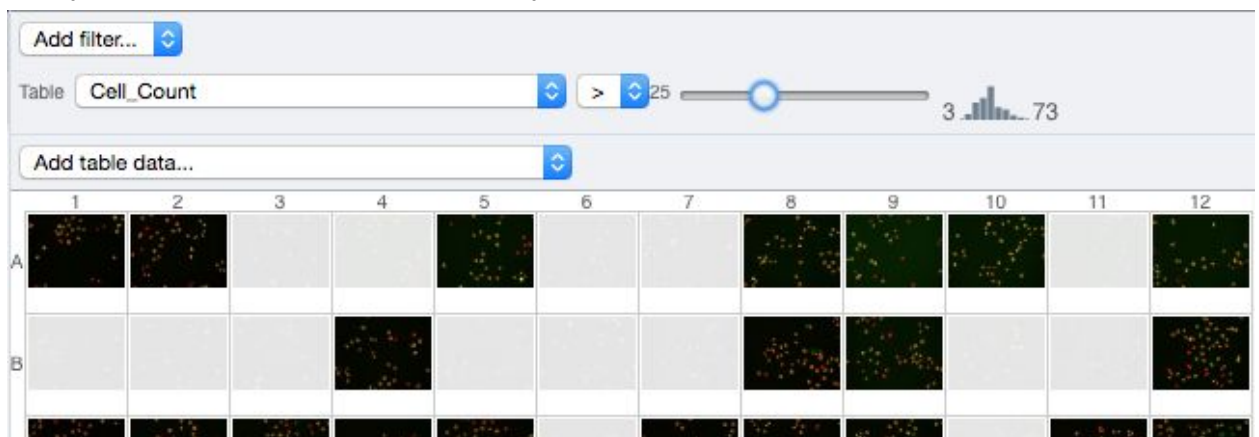 Add filter...
Table Cell_Count > 25 3 73
Add table data...
1 2 3 4 5 6 7 8 9 10 11 12
A
B